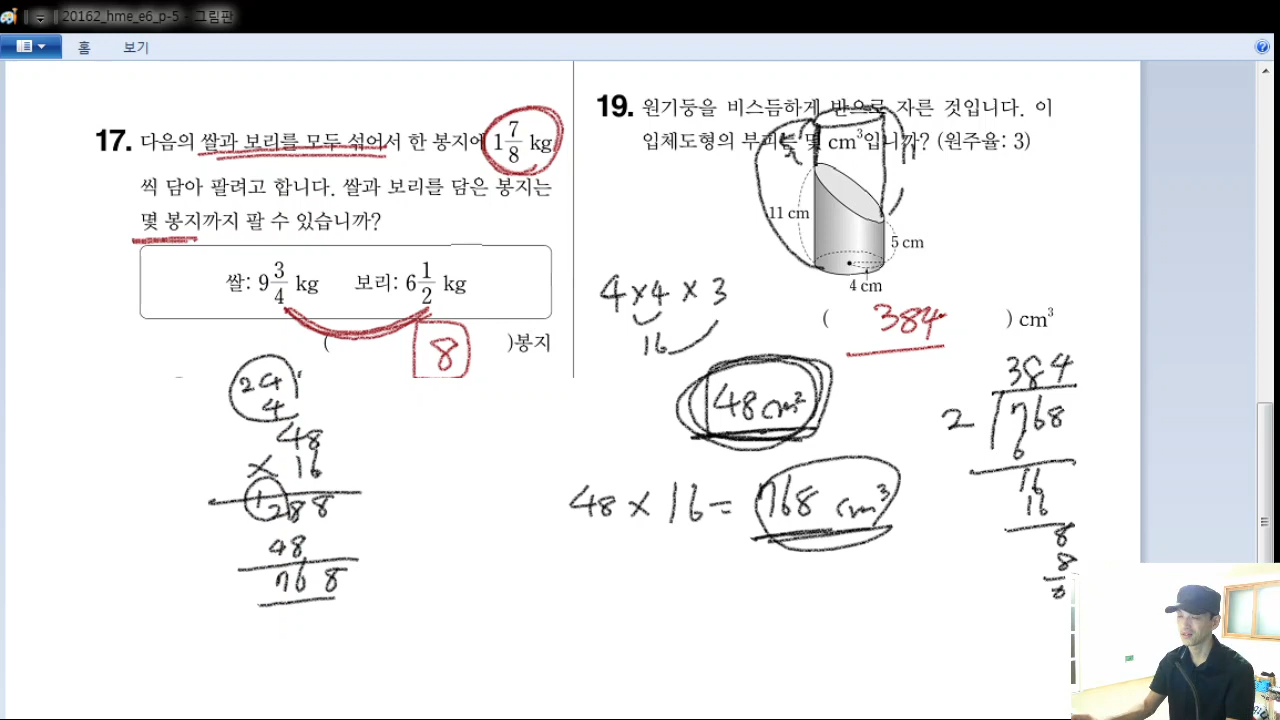 20162_hme_e6_p-5 - 그림판
홈 보기
17. 다음의 쌀과 보리를 모두 섞어서 한 봉지에 1 7/8 kg
씩 담아 팔려고 합니다. 쌀과 보리를 담은 봉지는
몇 봉지까지 팔 수 있습니까?
쌀: 9 3/4 kg 보리: 6 1/2 kg
( 8 )봉지
24
4
48
× 16
1
288
48
768
19. 원기둥을 비스듬하게 반으로 자른 것입니다. 이
입체도형의 부피는 몇 cm³입니까? (원주율: 3)
11
11 cm
5 cm
4 cm
( 384 ) cm³
4 × 4 × 3
16
48 cm²
48 × 16 = 768 cm³
384
2 768
6
16
16
8
8
0